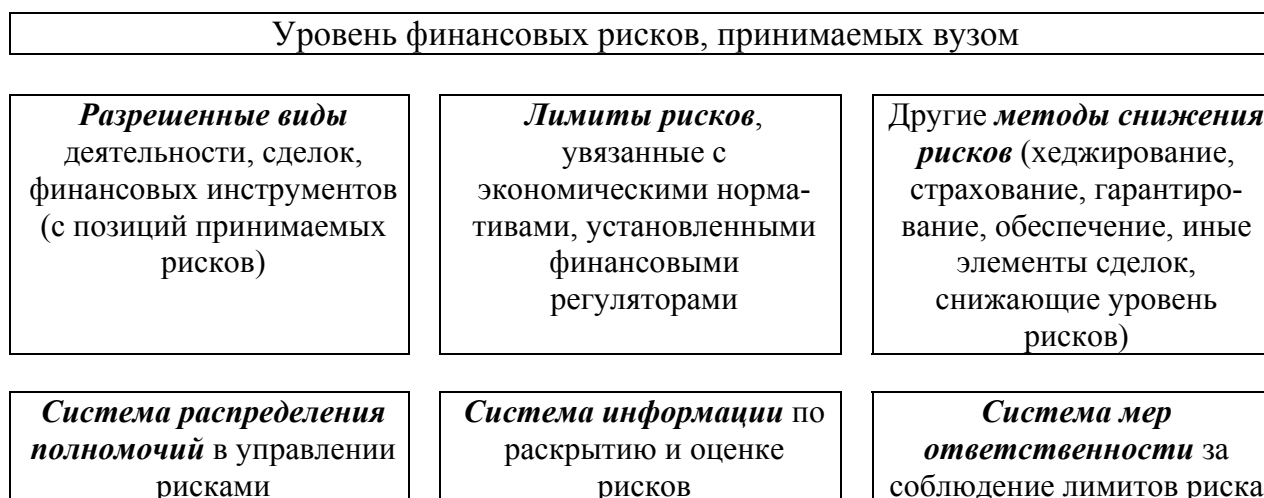 Уровень финансовых рисков, принимаемых вузом
Разрешенные виды
деятельности, сделок,
финансовых инструментов
(с позиций принимаемых
рисков)
Лимиты рисков,
увязанные с
экономическими норма-
тивами, установленными
финансовыми
регуляторами
Другие методы снижения
рисков (хеджирование,
страхование, гарантиро-
вание, обеспечение, иные
элементы сделок,
снижающие уровень
рисков)
Система распределения
полномочий в управлении
рисками
Система информации по
раскрытию и оценке
рисков
Система мер
ответственности за
соблюдение лимитов риска